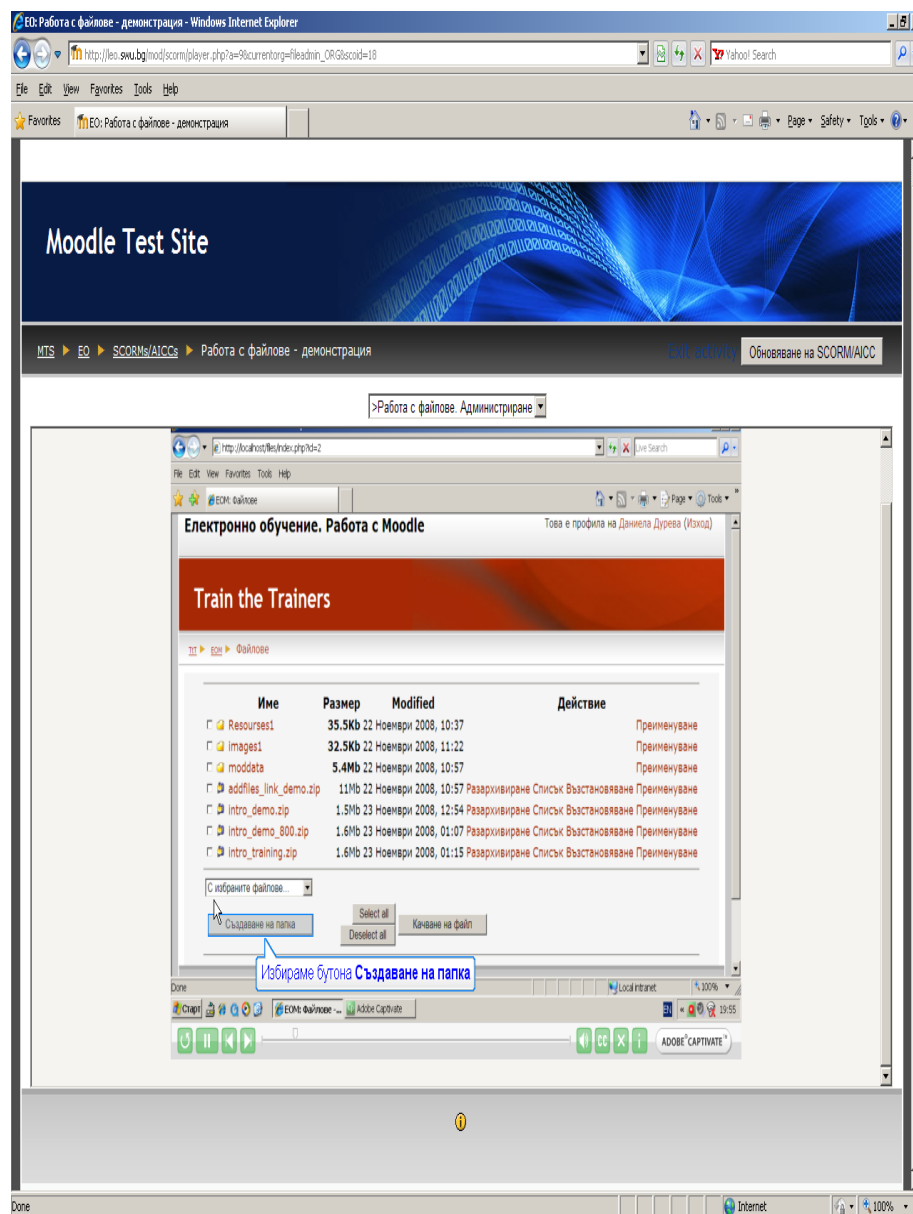 EO: Работа с файлове - демонстрация - Windows Internet Explorer
http://leo.swu.bg/mod/scorm/player.php?a=9&currentorg=fileadmin_ORG&scoid=18
Yahoo! Search
File Edit View Favorites Tools Help
Favorites EO: Работа с файлове - демонстрация Page Safety Tools
Moodle Test Site
MTS EO SCORMs/AICCs Работа с файлове - демонстрация Exit activity Обновяване на SCORM/AICC
>Работа с файлове. Администриране
http://localhost/files/index.php?id=2 Live Search
File Edit View Favorites Tools Help
EOM: Файлове Page Tools
Електронно обучение. Работа с Moodle Това е профила на Даниела Дурева (Изход)
Train the Trainers
TtT EOM Файлове
Име Размер Modified Действие
Resourses1 35.5Kb 22 Ноември 2008, 10:37 Преименуване
images1 32.5Kb 22 Ноември 2008, 11:22 Преименуване
moddata 5.4Mb 22 Ноември 2008, 10:57 Преименуване
addfiles_link_demo.zip 11Mb 22 Ноември 2008, 10:57 Разархивиране Списък Възстановяване Преименуване
intro_demo.zip 1.5Mb 23 Ноември 2008, 12:54 Разархивиране Списък Възстановяване Преименуване
intro_demo_800.zip 1.6Mb 23 Ноември 2008, 01:07 Разархивиране Списък Възстановяване Преименуване
intro_training.zip 1.6Mb 23 Ноември 2008, 01:15 Разархивиране Списък Възстановяване Преименуване
С избраните файлове...
Създаване на папка Select all Качване на файл
Deselect all
Избираме бутона Създаване на папка
Done Local intranet 100%
Старт EOM: Файлове -... Adobe Captivate EN 19:55
CC X i ADOBE® CAPTIVATE™
Done Internet 100%